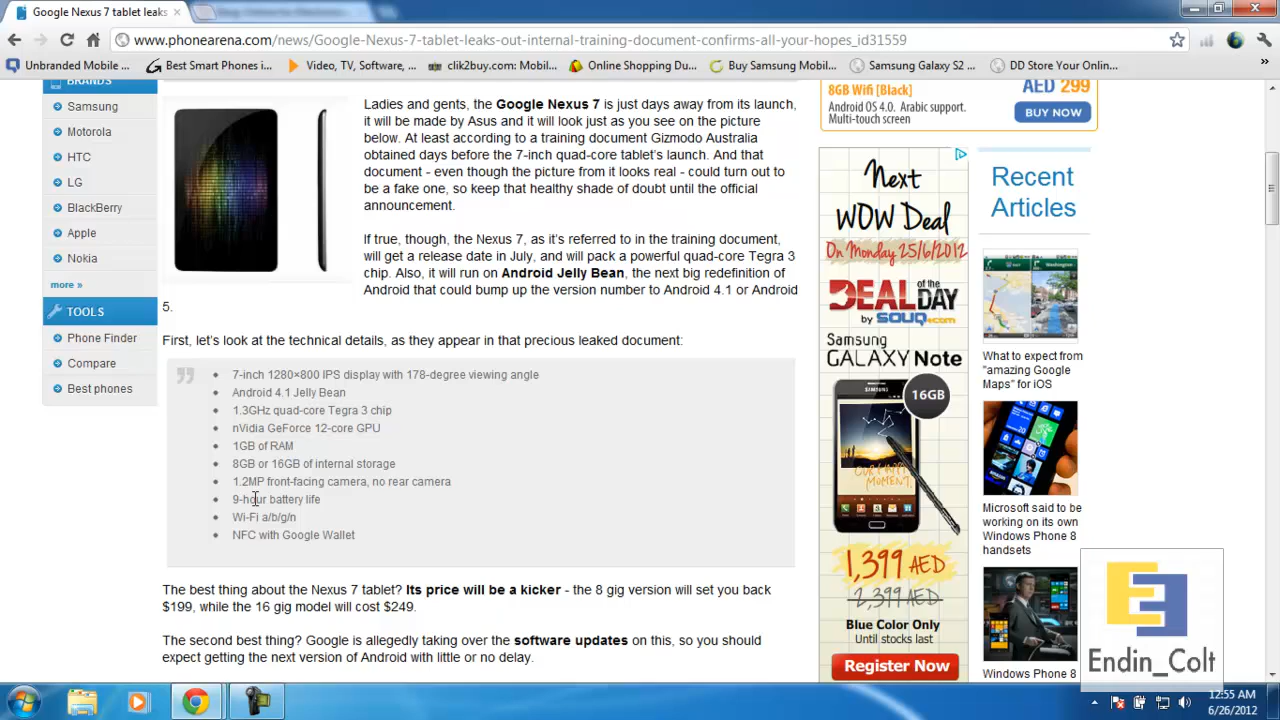 Google Nexus 7 tablet leaks
www.phonearena.com/news/Google-Nexus-7-tablet-leaks-out-internal-training-document-confirms-all-your-hopes_id31559
Unbranded Mobile ...
Best Smart Phones i...
Video, TV, Software, ...
clik2buy.com: Mobil...
Online Shopping Du...
Buy Samsung Mobil...
Samsung Galaxy S2 ...
DD Store Your Onlin...
BRANDS
Samsung
Motorola
HTC
LG
BlackBerry
Apple
Nokia
more »
TOOLS
Phone Finder
Compare
Best phones
Ladies and gents, the Google Nexus 7 is just days away from its launch,
it will be made by Asus and it will look just as you see on the picture
below. At least according to a training document Gizmodo Australia
obtained days before the 7-inch quad-core tablet's launch. And that
document - even though the picture from it looks real - could turn out to
be a fake one, so keep that healthy shade of doubt until the official
announcement.
If true, though, the Nexus 7, as it's referred to in the training document,
will get a release date in July, and will pack a powerful quad-core Tegra 3
chip. Also, it will run on Android Jelly Bean, the next big redefinition of
Android that could bump up the version number to Android 4.1 or Android
5.
First, let's look at the technical details, as they appear in that precious leaked document:
7-inch 1280×800 IPS display with 178-degree viewing angle
Android 4.1 Jelly Bean
1.3GHz quad-core Tegra 3 chip
nVidia GeForce 12-core GPU
1GB of RAM
8GB or 16GB of internal storage
1.2MP front-facing camera, no rear camera
9-hour battery life
Wi-Fi a/b/g/n
NFC with Google Wallet
The best thing about the Nexus 7 tablet? Its price will be a kicker - the 8 gig version will set you back
$199, while the 16 gig model will cost $249.
The second best thing? Google is allegedly taking over the software updates on this, so you should
expect getting the next version of Android with little or no delay.
8GB Wifi [Black]
Android OS 4.0. Arabic support.
Multi-touch screen
AED 299
BUY NOW
Next
WOW Deal
On Monday 25/6/2012
DEAL OF THE DAY
by SOUQ.com
Samsung
GALAXY Note
16GB
OUR HAPPY
MOMENT.
1,399 AED
2,399 AED
Blue Color Only
Until stocks last
Register Now
Recent
Articles
What to expect from
"amazing Google
Maps" for iOS
Microsoft said to be
working on its own
Windows Phone 8
handsets
Windows Phone 8
Endin_Colt
12:55 AM
6/26/2012